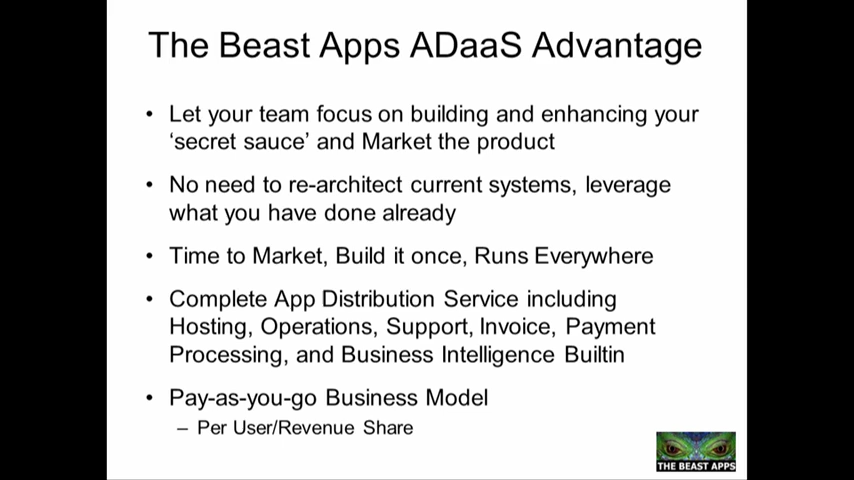 The Beast Apps ADaaS Advantage
• Let your team focus on building and enhancing your
‘secret sauce’ and Market the product
• No need to re-architect current systems, leverage
what you have done already
• Time to Market, Build it once, Runs Everywhere
• Complete App Distribution Service including
Hosting, Operations, Support, Invoice, Payment
Processing, and Business Intelligence Builtin
• Pay-as-you-go Business Model
– Per User/Revenue Share
THE BEAST APPS